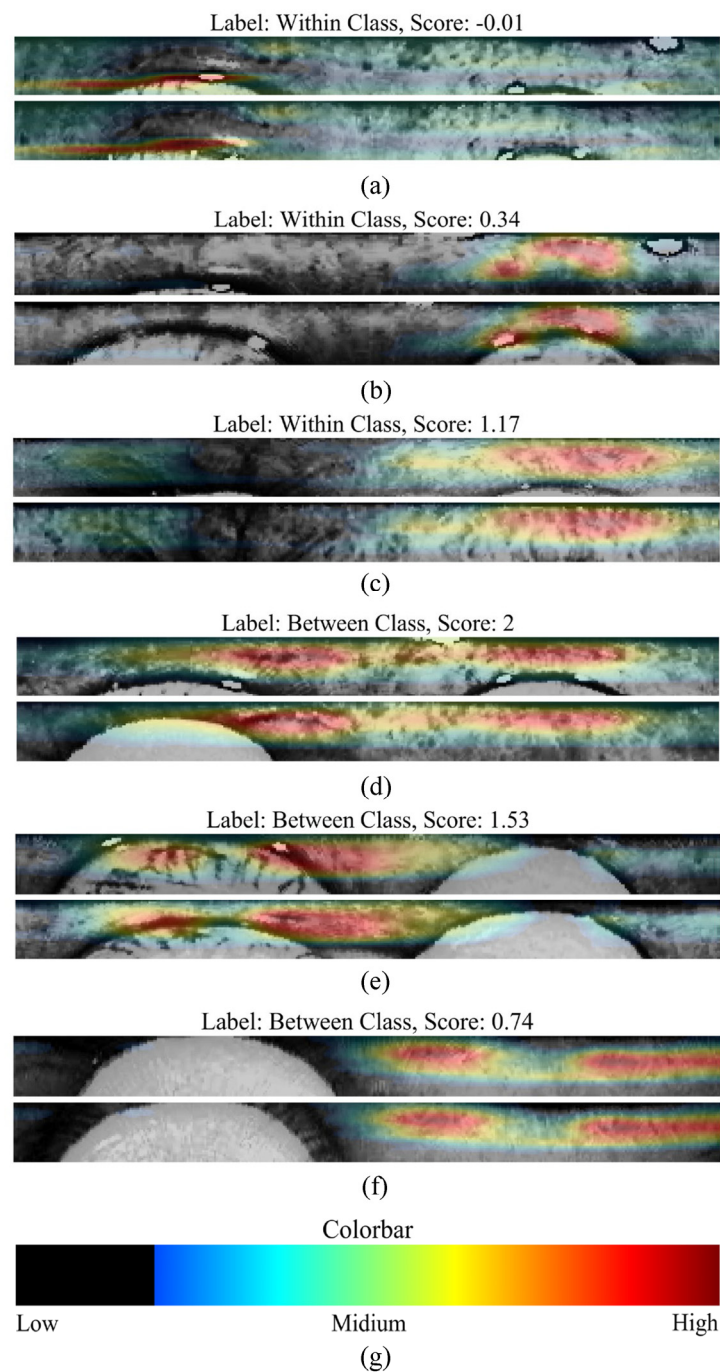 Label: Within Class, Score: -0.01
(a)
Label: Within Class, Score: 0.34
(b)
Label: Within Class, Score: 1.17
(c)
Label: Between Class, Score: 2
(d)
Label: Between Class, Score: 1.53
(e)
Label: Between Class, Score: 0.74
(f)
Colorbar
Low Midium High
(g)